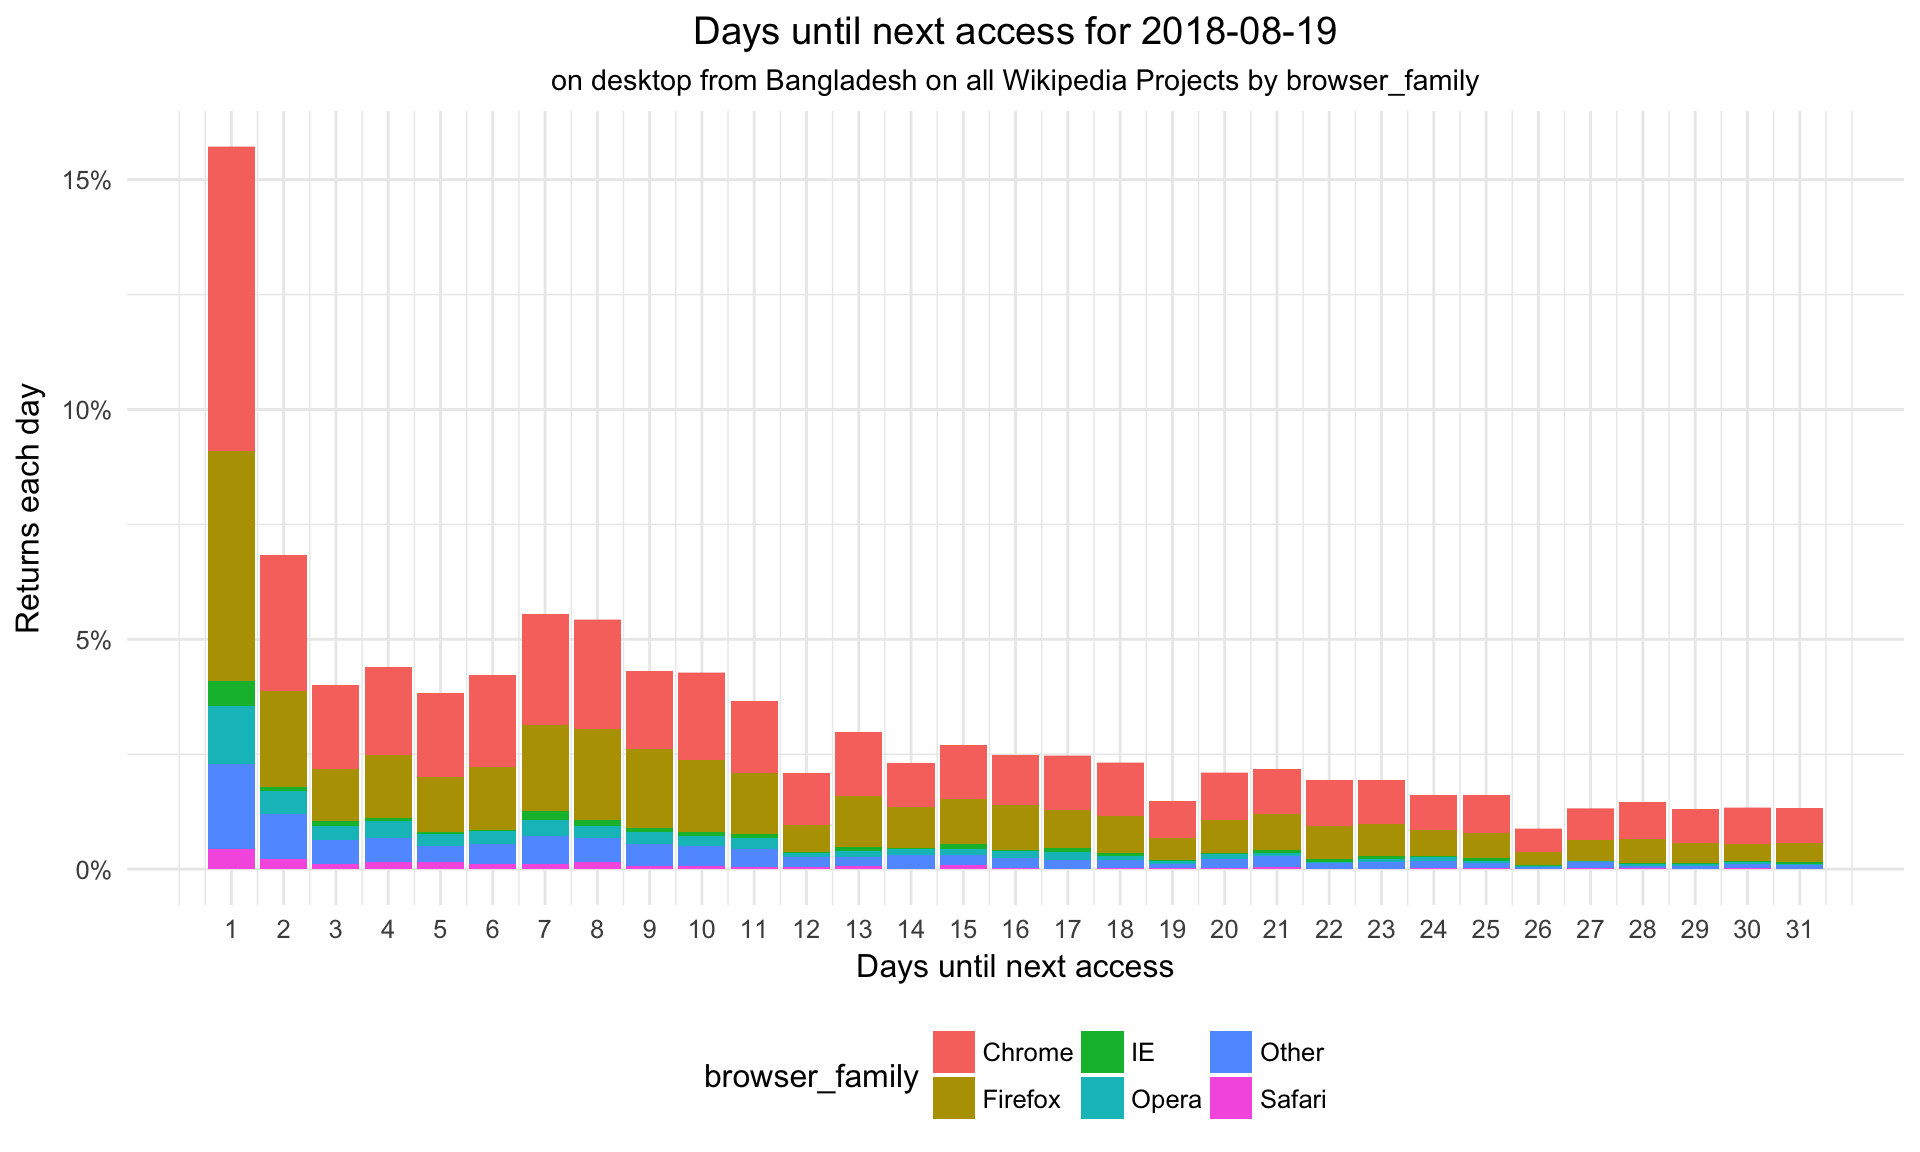 Days until next access for 2018-08-19
on desktop from Bangladesh on all Wikipedia Projects by browser_family
Returns each day
15%
10%
5%
0%
1 2 3 4 5 6 7 8 9 10 11 12 13 14 15 16 17 18 19 20 21 22 23 24 25 26 27 28 29 30 31
Days until next access
browser_family
Chrome IE Other
Firefox Opera Safari